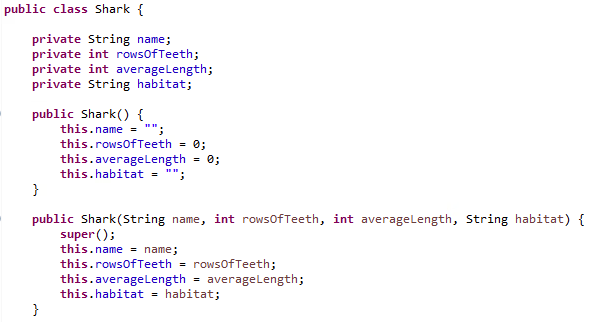 public class Shark {
    private String name;
    private int rowsOfTeeth;
    private int averageLength;
    private String habitat;
    public Shark() {
        this.name = "";
        this.rowsOfTeeth = 0;
        this.averageLength = 0;
        this.habitat = "";
    }
    public Shark(String name, int rowsOfTeeth, int averageLength, String habitat) {
        super();
        this.name = name;
        this.rowsOfTeeth = rowsOfTeeth;
        this.averageLength = averageLength;
        this.habitat = habitat;
    }